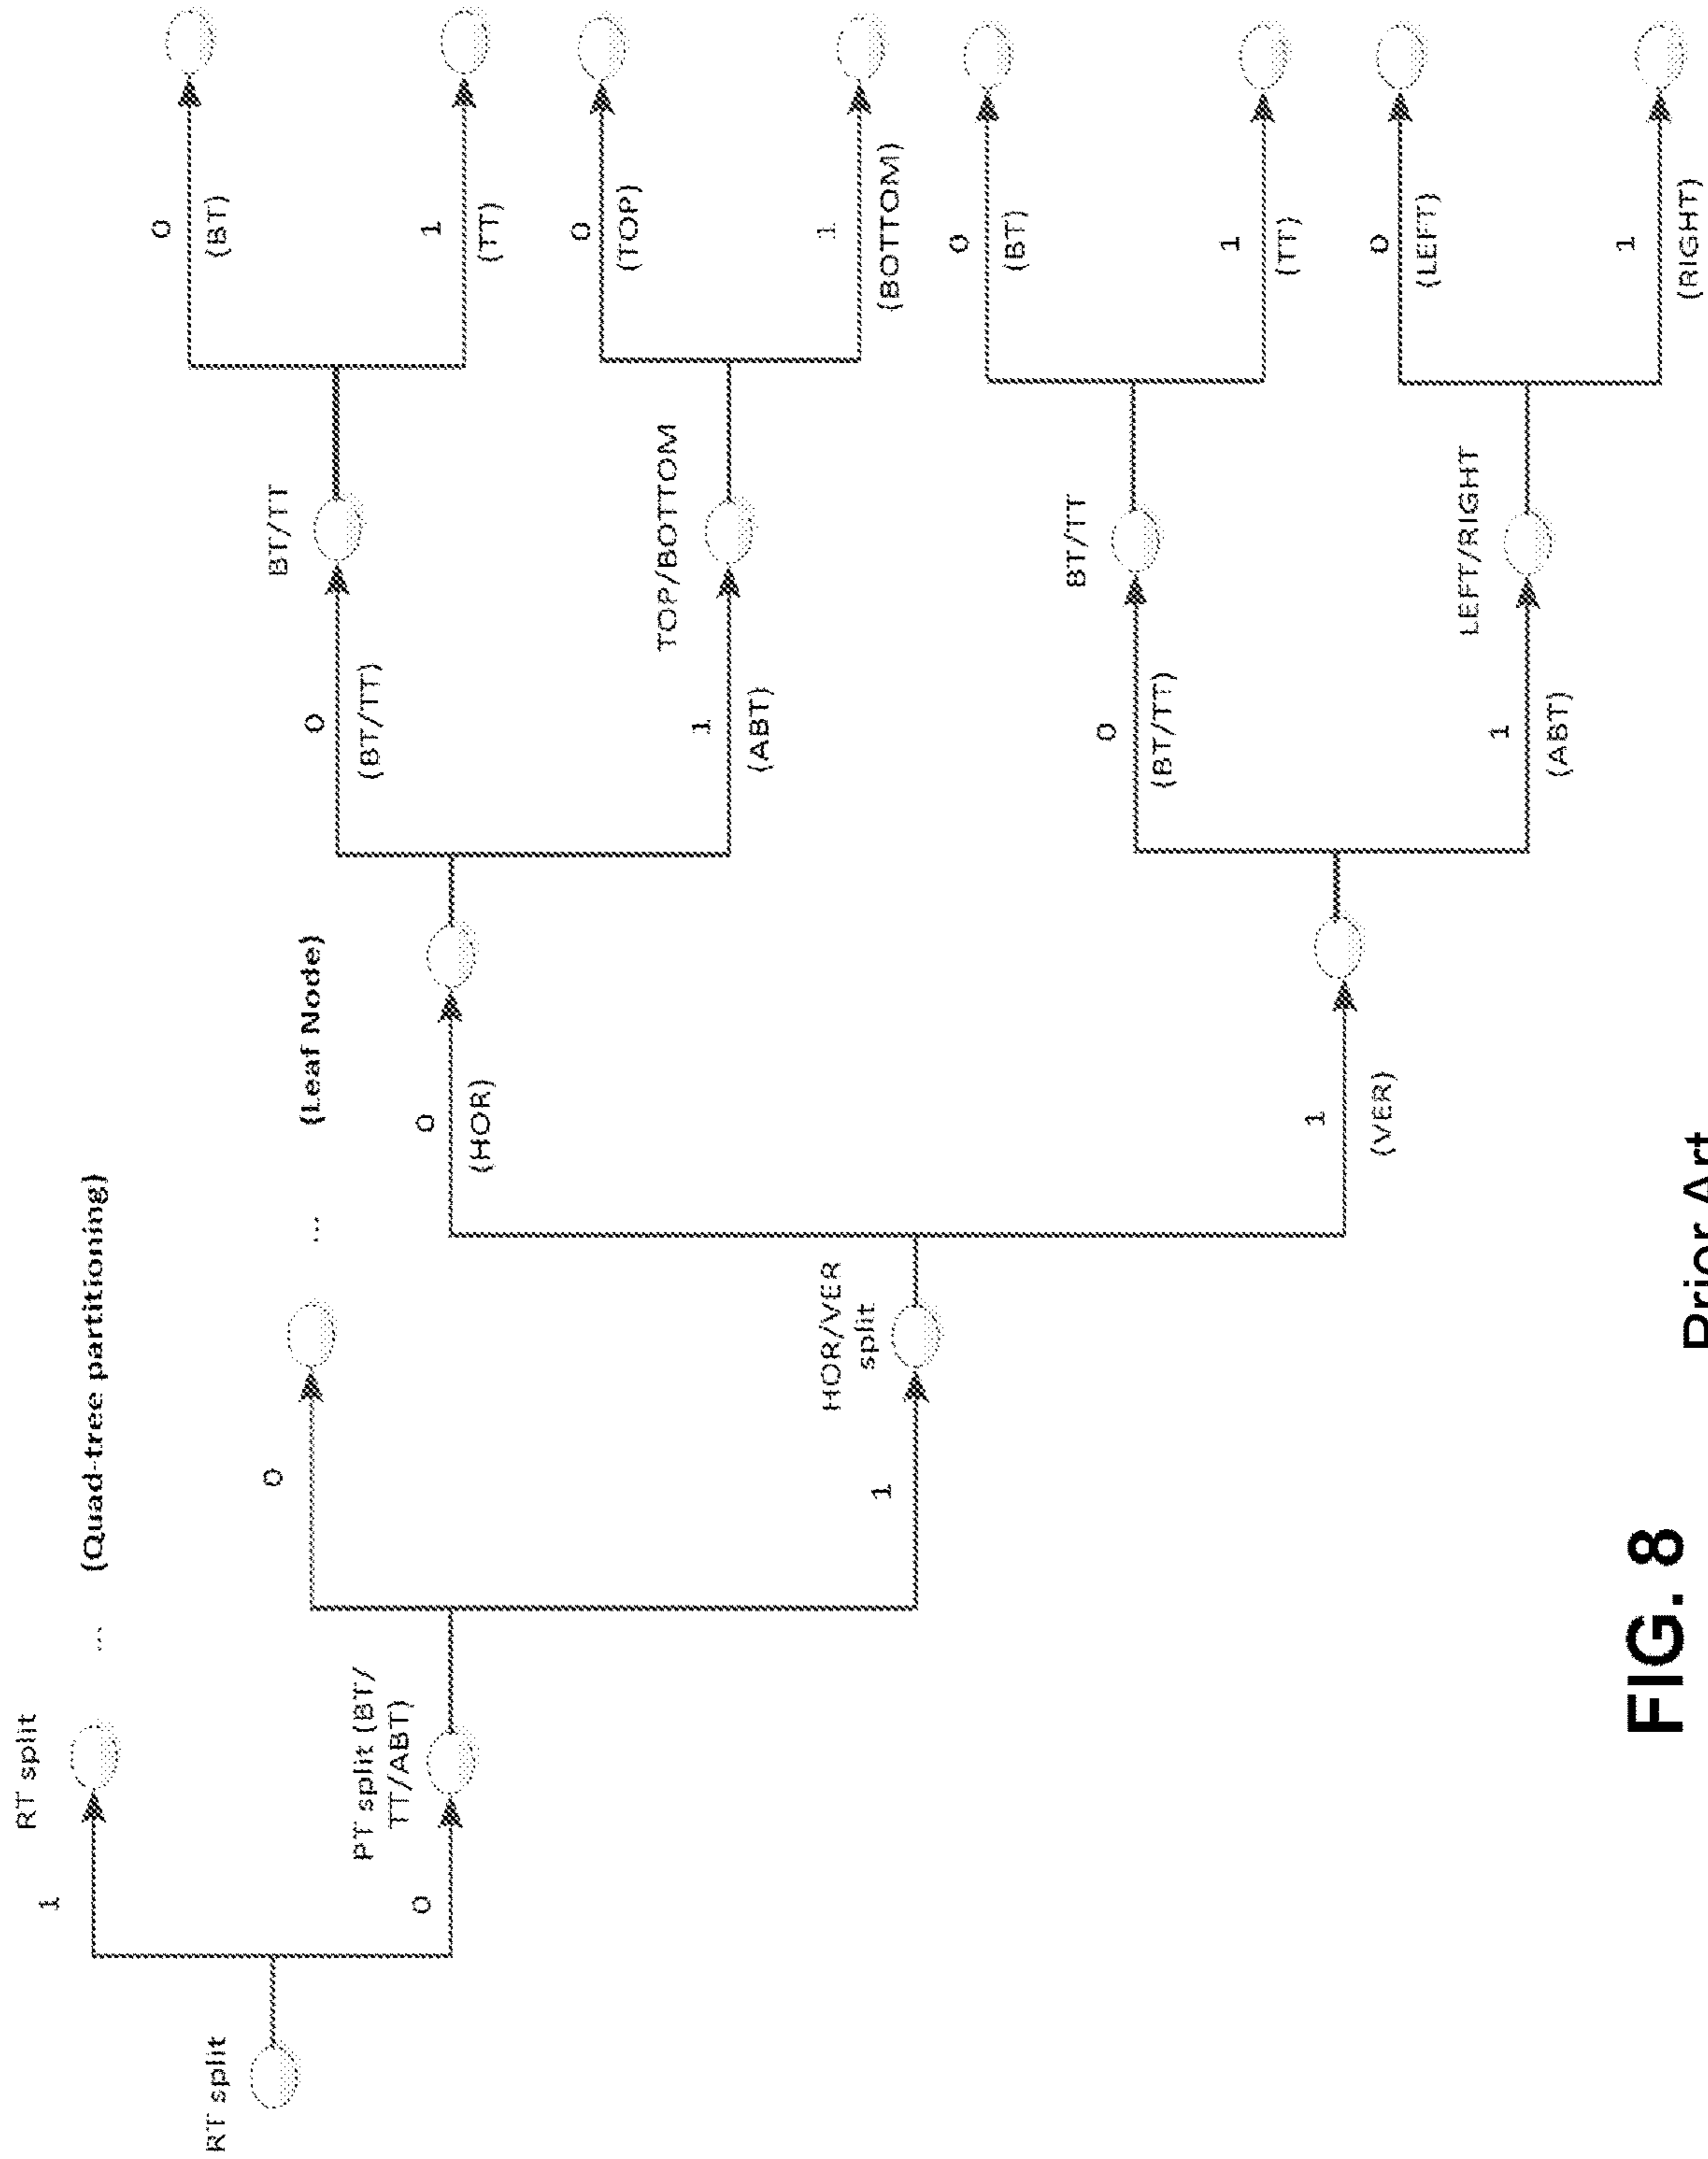 RT split
1
RT split
...
(Quad-tree partitioning)
0
PT split (BT/
TT/ABT)
0
...
(Leaf Node)
1
HOR/VER
split
0
(HOR)
1
(VER)
0
(BT/TT)
BT/TT
1
(ABT)
TOP/BOTTOM
0
(BT/TT)
BT/TT
1
(ABT)
LEFT/RIGHT
0
(BT)
1
(TT)
0
(TOP)
1
(BOTTOM)
0
(BT)
1
(TT)
0
(LEFT)
1
(RIGHT)
FIG. 8
Prior Art